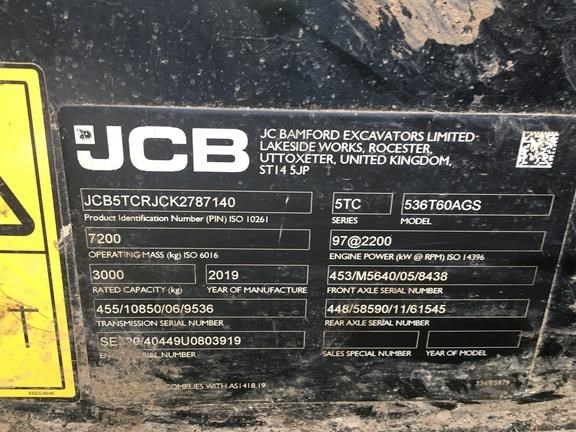 JCB
JC BAMFORD EXCAVATORS LIMITED
LAKESIDE WORKS, ROCESTER,
UTTOXETER, UNITED KINGDOM,
ST14 5JP
JCB5TCRJCK2787140
Product Identification Number (PIN) ISO 10261
5TC
SERIES
536T60AGS
MODEL
7200
OPERATING MASS (kg) ISO 6016
97@2200
ENGINE POWER (kW @ RPM) ISO 14396
3000
RATED CAPACITY (kg)
2019
YEAR OF MANUFACTURE
453/M5640/05/8438
FRONT AXLE SERIAL NUMBER
455/10850/06/9536
TRANSMISSION SERIAL NUMBER
448/58590/11/61545
REAR AXLE SERIAL NUMBER
/40449U0803919
SERIAL NUMBER
SALES SPECIAL NUMBER
YEAR OF MODEL
COMPLIES WITH AS1418.19
T